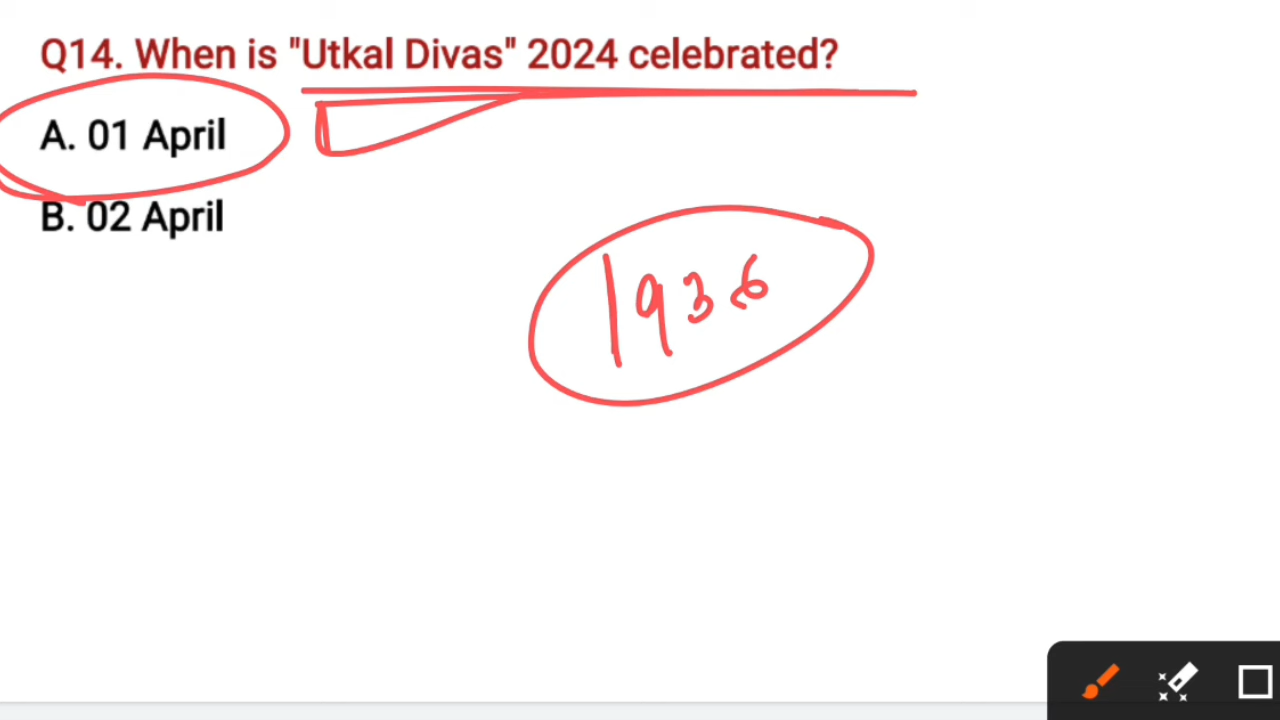 Q14. When is "Utkal Divas" 2024 celebrated?
A. 01 April
B. 02 April
1936